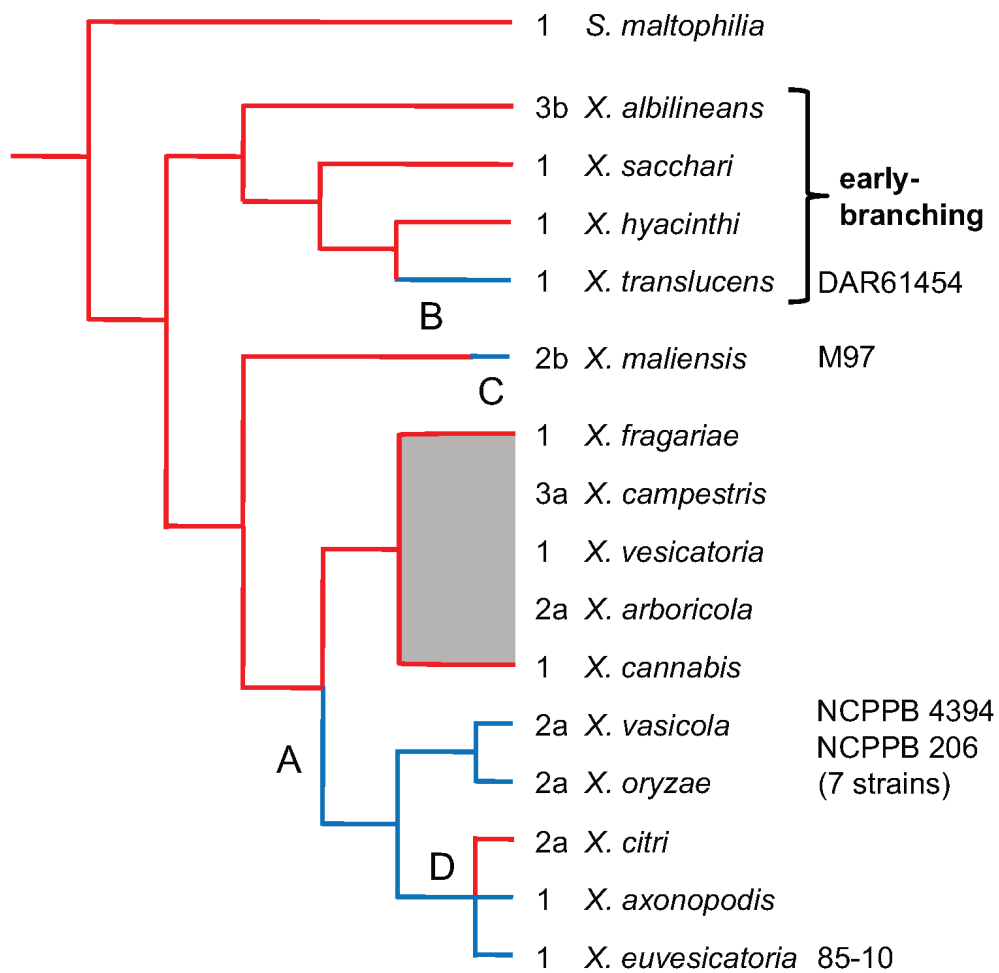 1 S. maltophilia
3b X. albilineans
1 X. sacchari
early-
branching
1 X. hyacinthi
1 X. translucens DAR61454
B
2b X. maliensis M97
C
1 X. fragariae
3a X. campestris
1 X. vesicatoria
2a X. arboricola
1 X. cannabis
2a X. vasicola NCPPB 4394
NCPPB 206
A
2a X. oryzae (7 strains)
2a X. citri
D
1 X. axonopodis
1 X. euvesicatoria 85-10